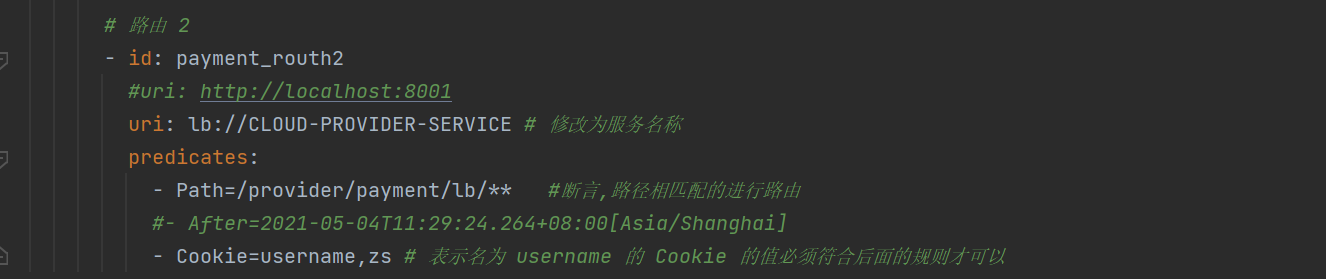 # 路由 2
- id: payment_routh2
#uri: http://localhost:8001
uri: lb://CLOUD-PROVIDER-SERVICE # 修改为服务名称
predicates:
- Path=/provider/payment/lb/** #断言,路径相匹配的进行路由
#- After=2021-05-04T11:29:24.264+08:00[Asia/Shanghai]
- Cookie=username,zs # 表示名为 username 的 Cookie 的值必须符合后面的规则才可以